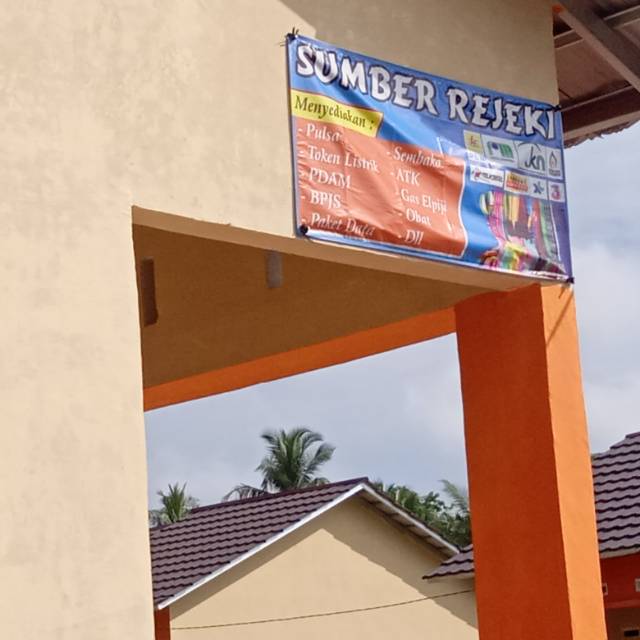 SUMBER REJEKI
Menyediakan :
- Pulsa
- Token Listrik
- PDAM
- BPJS
- Paket Data
- Sembako
- ATK
- Gas Elpiji
- Obat
- Dll